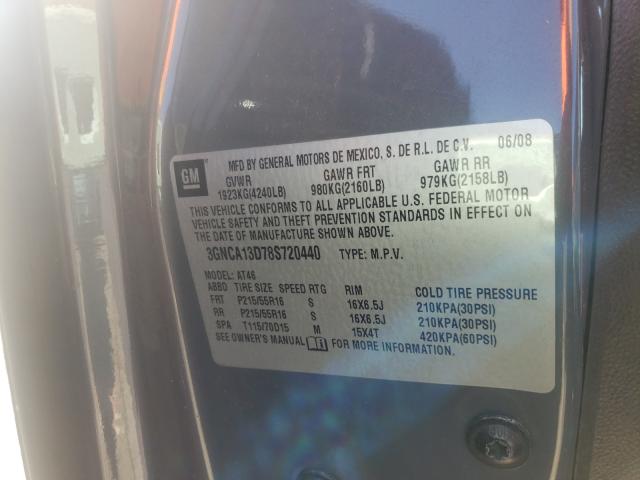 GM
MFD BY GENERAL MOTORS DE MEXICO, S. DE R.L. DE C.V. 06/08
GVWR GAWR FRT GAWR RR
1923KG(4240LB) 980KG(2160LB) 979KG(2158LB)
THIS VEHICLE CONFORMS TO ALL APPLICABLE U.S. FEDERAL MOTOR
VEHICLE SAFETY AND THEFT PREVENTION STANDARDS IN EFFECT ON
THE DATE OF MANUFACTURE SHOWN ABOVE.
3GNCA13D78S720440 TYPE: M.P.V.
MODEL: AT46
ABBD TIRE SIZE SPEED RTG RIM COLD TIRE PRESSURE
FRT P215/55R16 S 16X6.5J 210KPA(30PSI)
RR P215/55R16 S 16X6.5J 210KPA(30PSI)
SPA T115/70D15 M 15X4T 420KPA(60PSI)
SEE OWNER'S MANUAL FOR MORE INFORMATION.